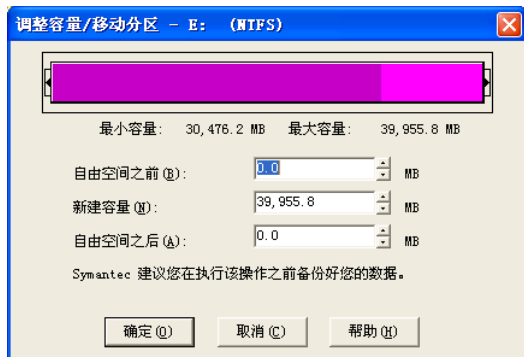 调整容量/移动分区 - E: (NTFS)
最小容量: 30,476.2 MB 最大容量: 39,955.8 MB
自由空间之前(B): 0.0 MB
新建容量(N): 39,955.8 MB
自由空间之后(A): 0.0 MB
Symantec 建议您在执行该操作之前备份好您的数据。
确定(O) 取消(C) 帮助(H)